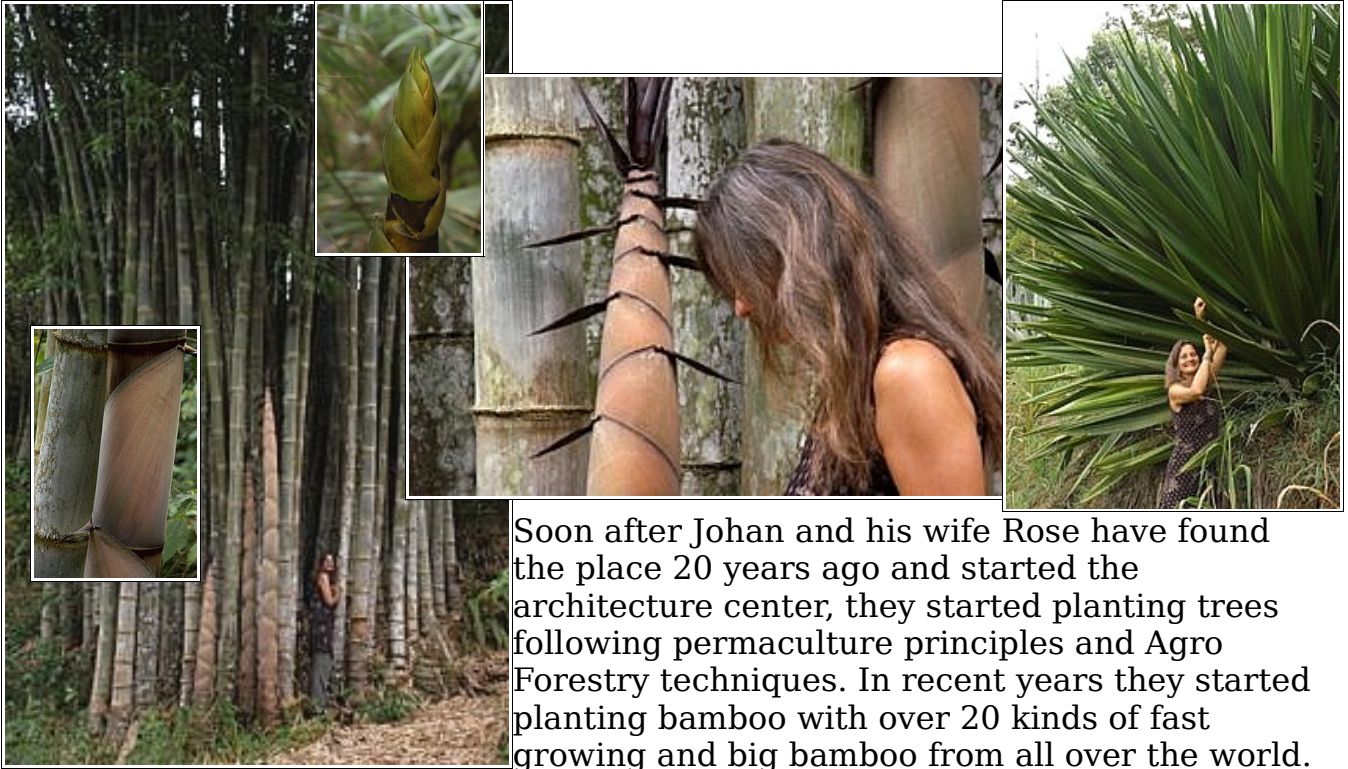 Soon after Johan and his wife Rose have found
the place 20 years ago and started the
architecture center, they started planting trees
following permaculture principles and Agro
Forestry techniques. In recent years they started
planting bamboo with over 20 kinds of fast
growing and big bamboo from all over the world.